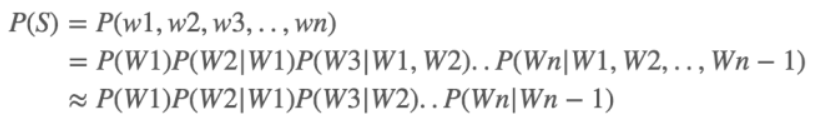 P(S) = P(w1, w2, w3, . . , wn)
= P(W1)P(W2|W1)P(W3|W1, W2). . P(Wn|W1, W2, . . , Wn − 1)
≈ P(W1)P(W2|W1)P(W3|W2). . P(Wn|Wn − 1)